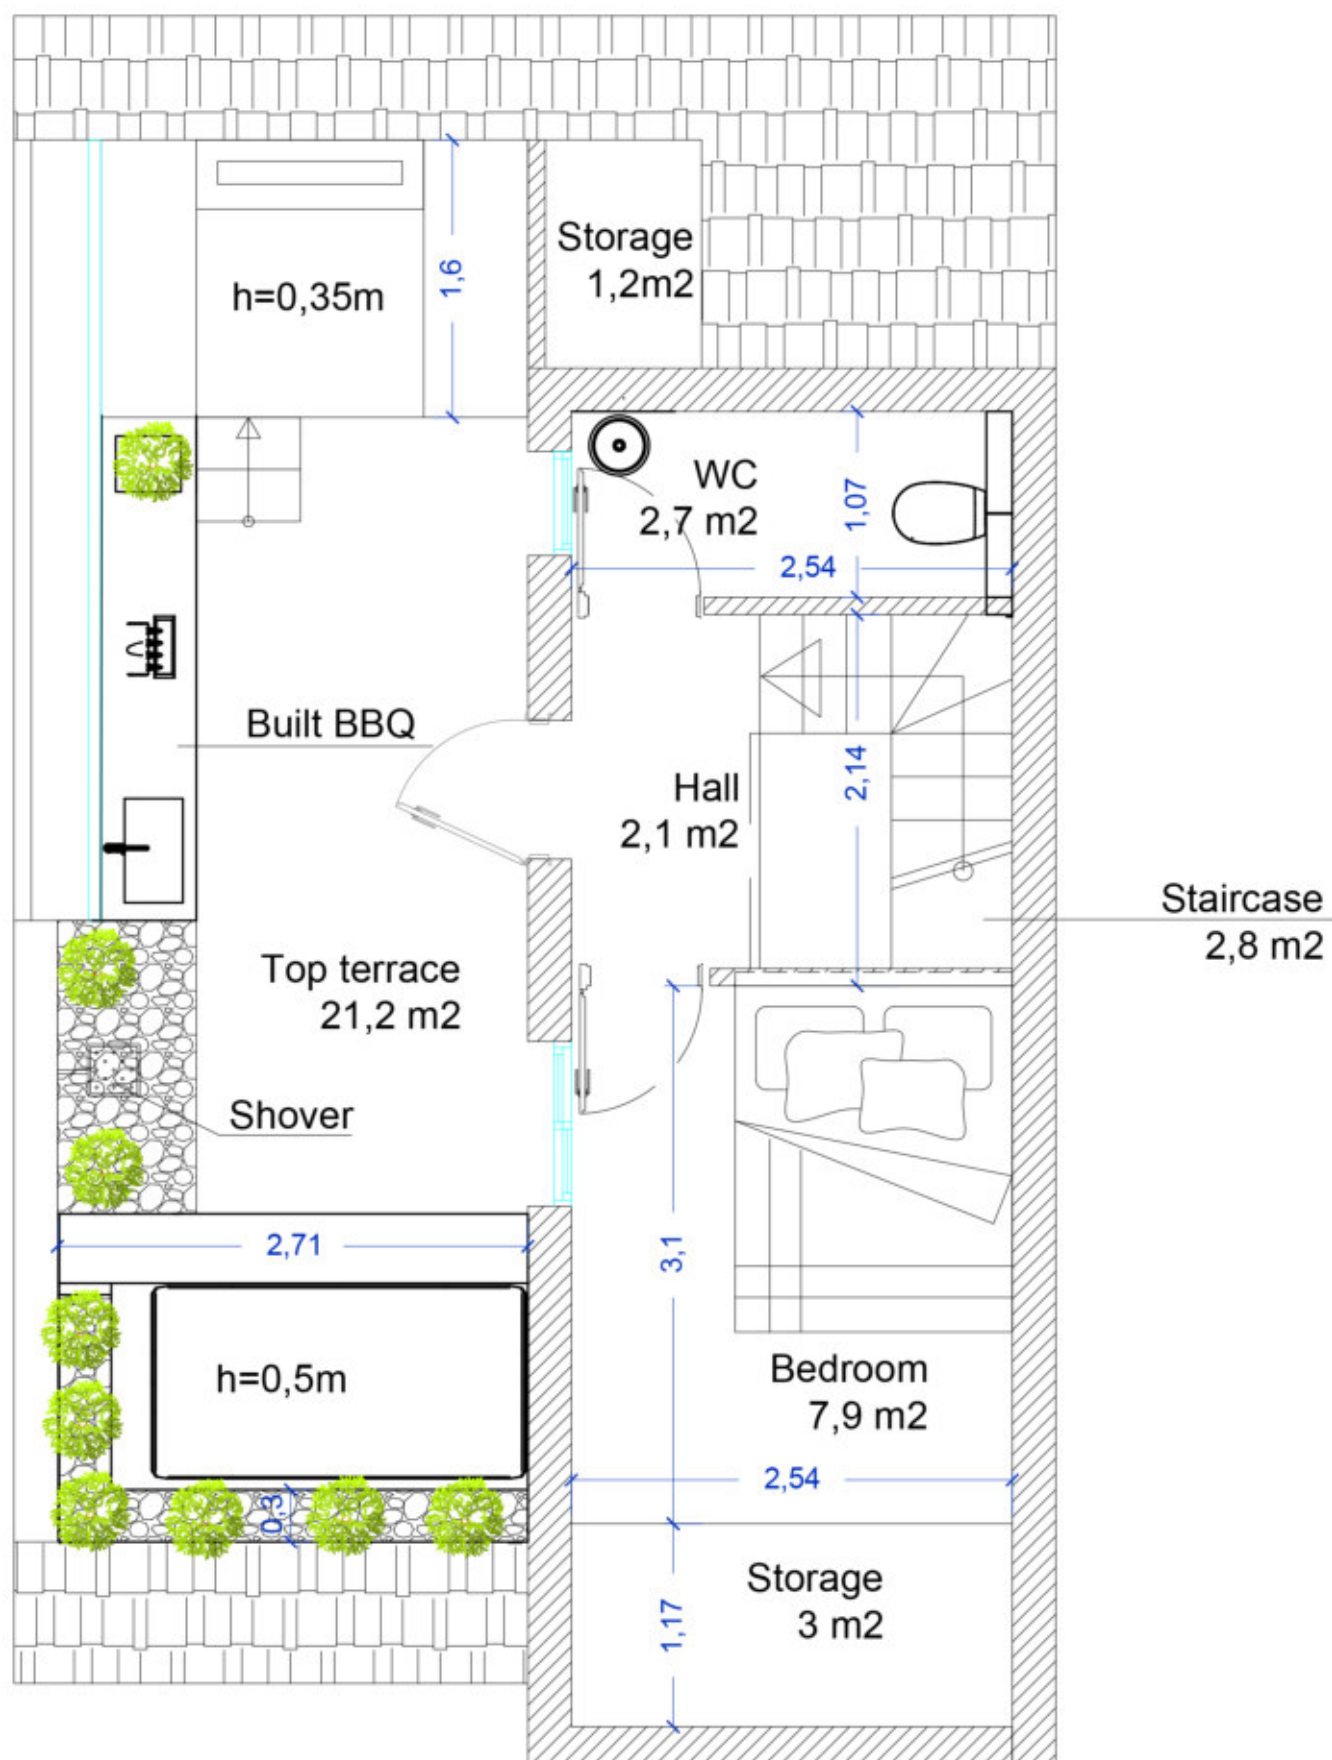 Storage
1,2m2
1,6
h=0,35m
WC
2,7 m2
1,07
2,54
Built BBQ
Hall
2,1 m2
2,14
Staircase
2,8 m2
Top terrace
21,2 m2
Shover
2,71
3,1
h=0,5m
Bedroom
7,9 m2
2,54
0,3
Storage
3 m2
1,17